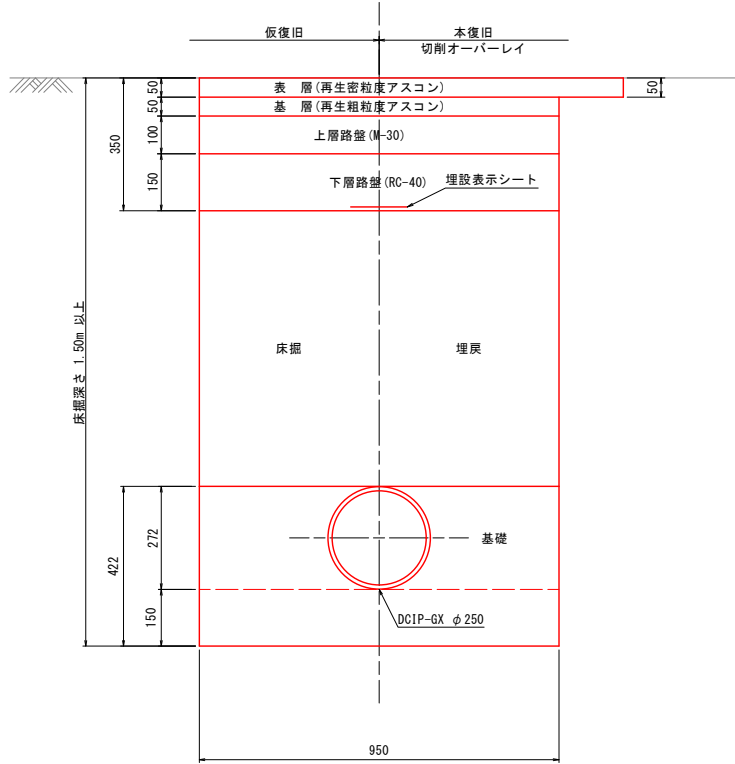 仮復旧
本復旧
切削オーバーレイ
表 層(再生密粒度アスコン)
基 層(再生粗粒度アスコン)
上層路盤(M-30)
下層路盤(RC-40)
埋設表示シート
50
50
100
150
350
50
床掘深さ 1.50m 以上
床掘
埋戻
基礎
272
422
150
DCIP-GX φ250
950